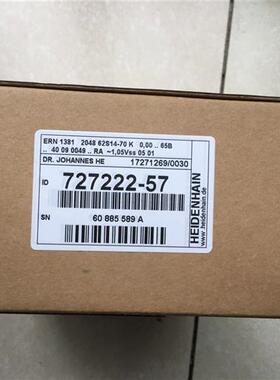 ERN 1381 2048 62S14-70 K 0,00 .. 65B
.. 40 09 0049 .. RA ~1,05Vss 05 01
DR. JOHANNES HE 17271269/0030
ID 727222-57
SN 60 885 589 A
HEIDENHAIN
www.heidenhain.de